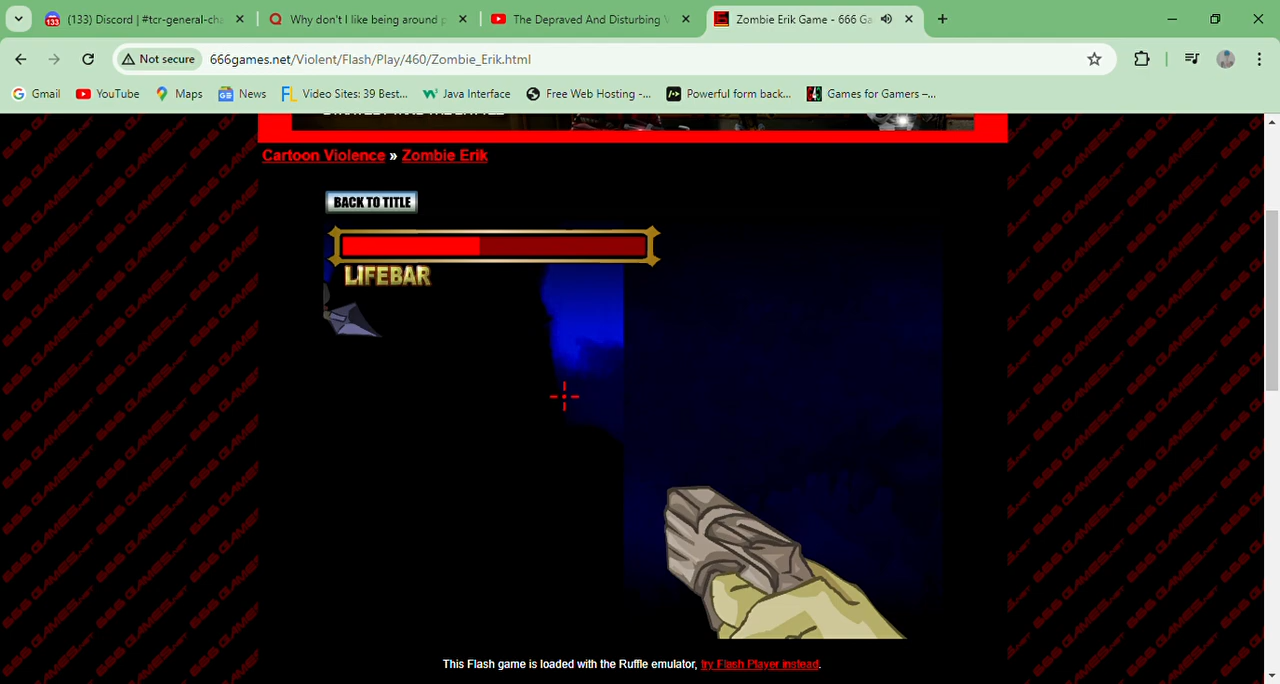 (133) Discord | #tcr-general-cha
Why don't I like being around p
The Depraved And Disturbing
Zombie Erik Game - 666 Ga
Not secure
666games.net/Violent/Flash/Play/460/Zombie_Erik.html
Gmail
YouTube
Maps
News
Video Sites: 39 Best...
Java Interface
Free Web Hosting -...
Powerful form back...
Games for Gamers –...
Cartoon Violence » Zombie Erik
BACK TO TITLE
LIFEBAR
This Flash game is loaded with the Ruffle emulator, try Flash Player instead.